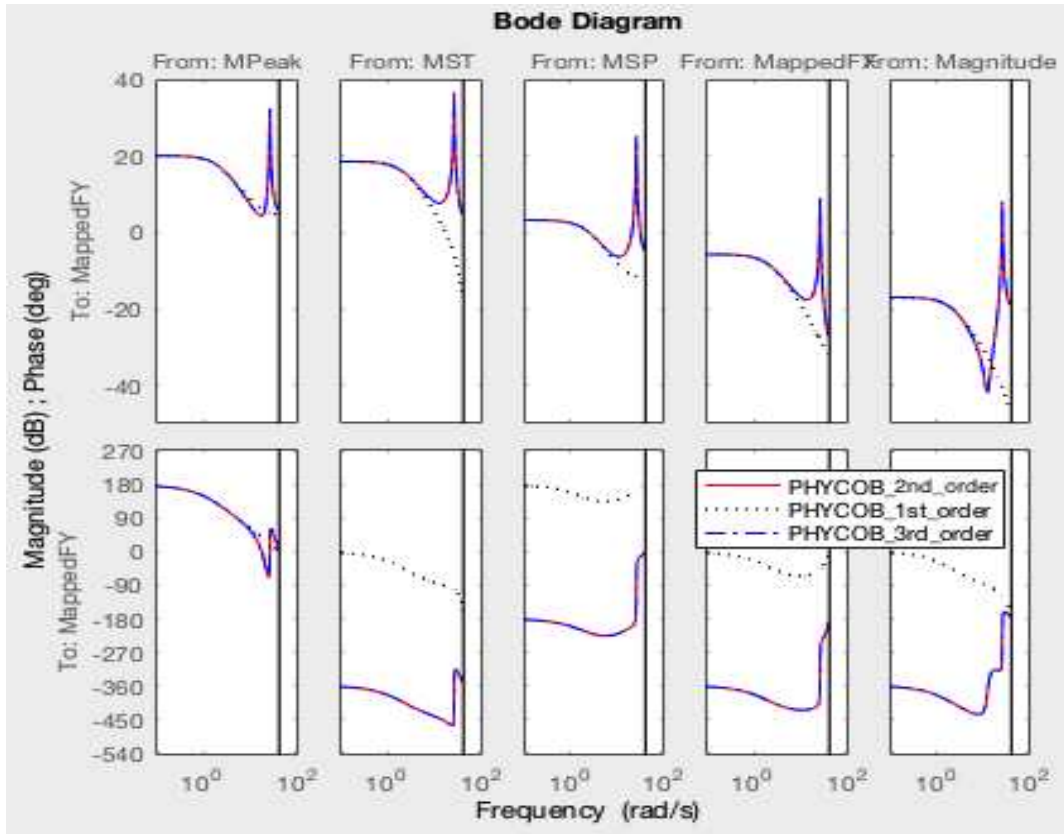 Bode Diagram
From: MPeak
From: MST
From: MSP
From: MappedFX
From: Magnitude
Magnitude (dB) ; Phase (deg)
To: MappedFY
40
20
0
-20
-40
To: MappedFY
270
180
90
0
-90
-180
-270
-360
-450
-540
PHYCOB_2nd_order
PHYCOB_1st_order
PHYCOB_3rd_order
10^0
10^2
10^0
10^2
10^0
10^2
10^0
10^2
10^0
10^2
Frequency (rad/s)